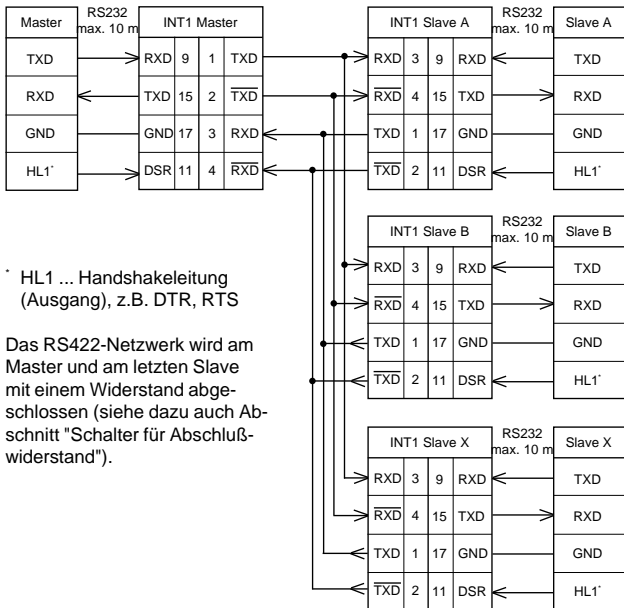 Master RS232 max. 10 m INT1 Master
TXD RXD 9 1 TXD
RXD TXD 15 2 TXD
GND GND 17 3 RXD
HL1* DSR 11 4 RXD
INT1 Slave A RS232 max. 10 m Slave A
RXD 3 9 RXD TXD
RXD 4 15 TXD RXD
TXD 1 17 GND GND
TXD 2 11 DSR HL1*
INT1 Slave B RS232 max. 10 m Slave B
RXD 3 9 RXD TXD
RXD 4 15 TXD RXD
TXD 1 17 GND GND
TXD 2 11 DSR HL1*
* HL1 ... Handshakeleitung
(Ausgang), z.B. DTR, RTS
Das RS422-Netzwerk wird am
Master und am letzten Slave
mit einem Widerstand abge-
schlossen (siehe dazu auch Ab-
schnitt "Schalter für Abschluß-
widerstand").
INT1 Slave X RS232 max. 10 m Slave X
RXD 3 9 RXD TXD
RXD 4 15 TXD RXD
TXD 1 17 GND GND
TXD 2 11 DSR HL1*